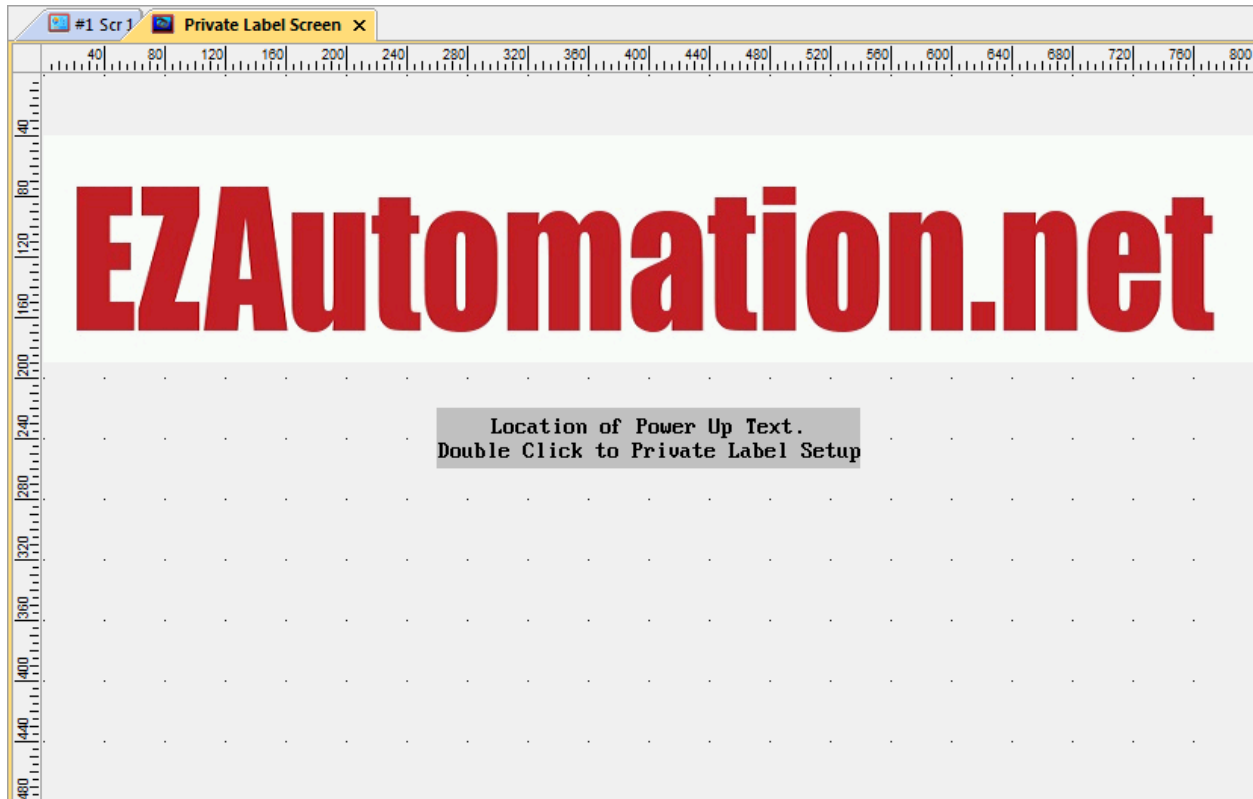 #1 Scr 1
Private Label Screen
40 80 120 160 200 240 280 320 360 400 440 480 520 560 600 640 680 720 760 800
40
80
120
160
200
240
280
320
360
400
440
480
EZAutomation.net
Location of Power Up Text.
Double Click to Private Label Setup